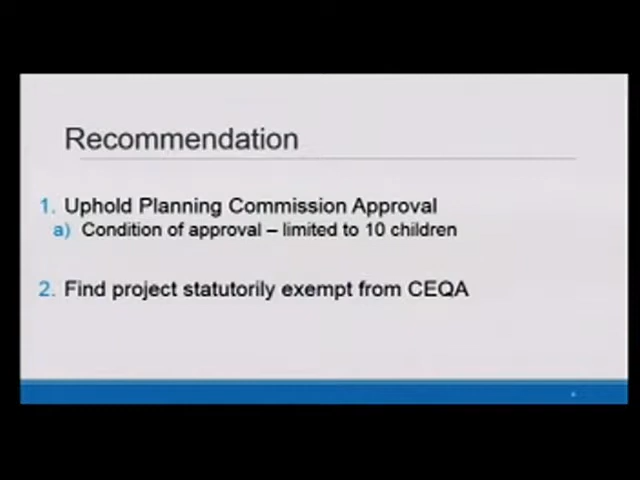 Recommendation
1. Uphold Planning Commission Approval
a) Condition of approval – limited to 10 children
2. Find project statutorily exempt from CEQA